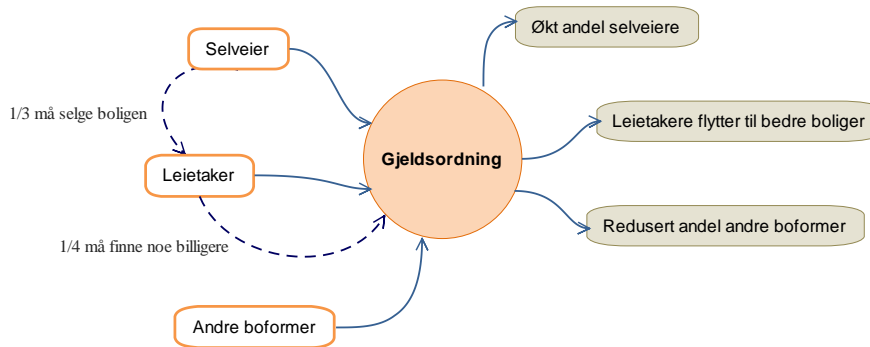 Selveier
1/3 må selge boligen
Leietaker
1/4 må finne noe billigere
Andre boformer
Gjeldsordning
Økt andel selveiere
Leietakere flytter til bedre boliger
Redusert andel andre boformer